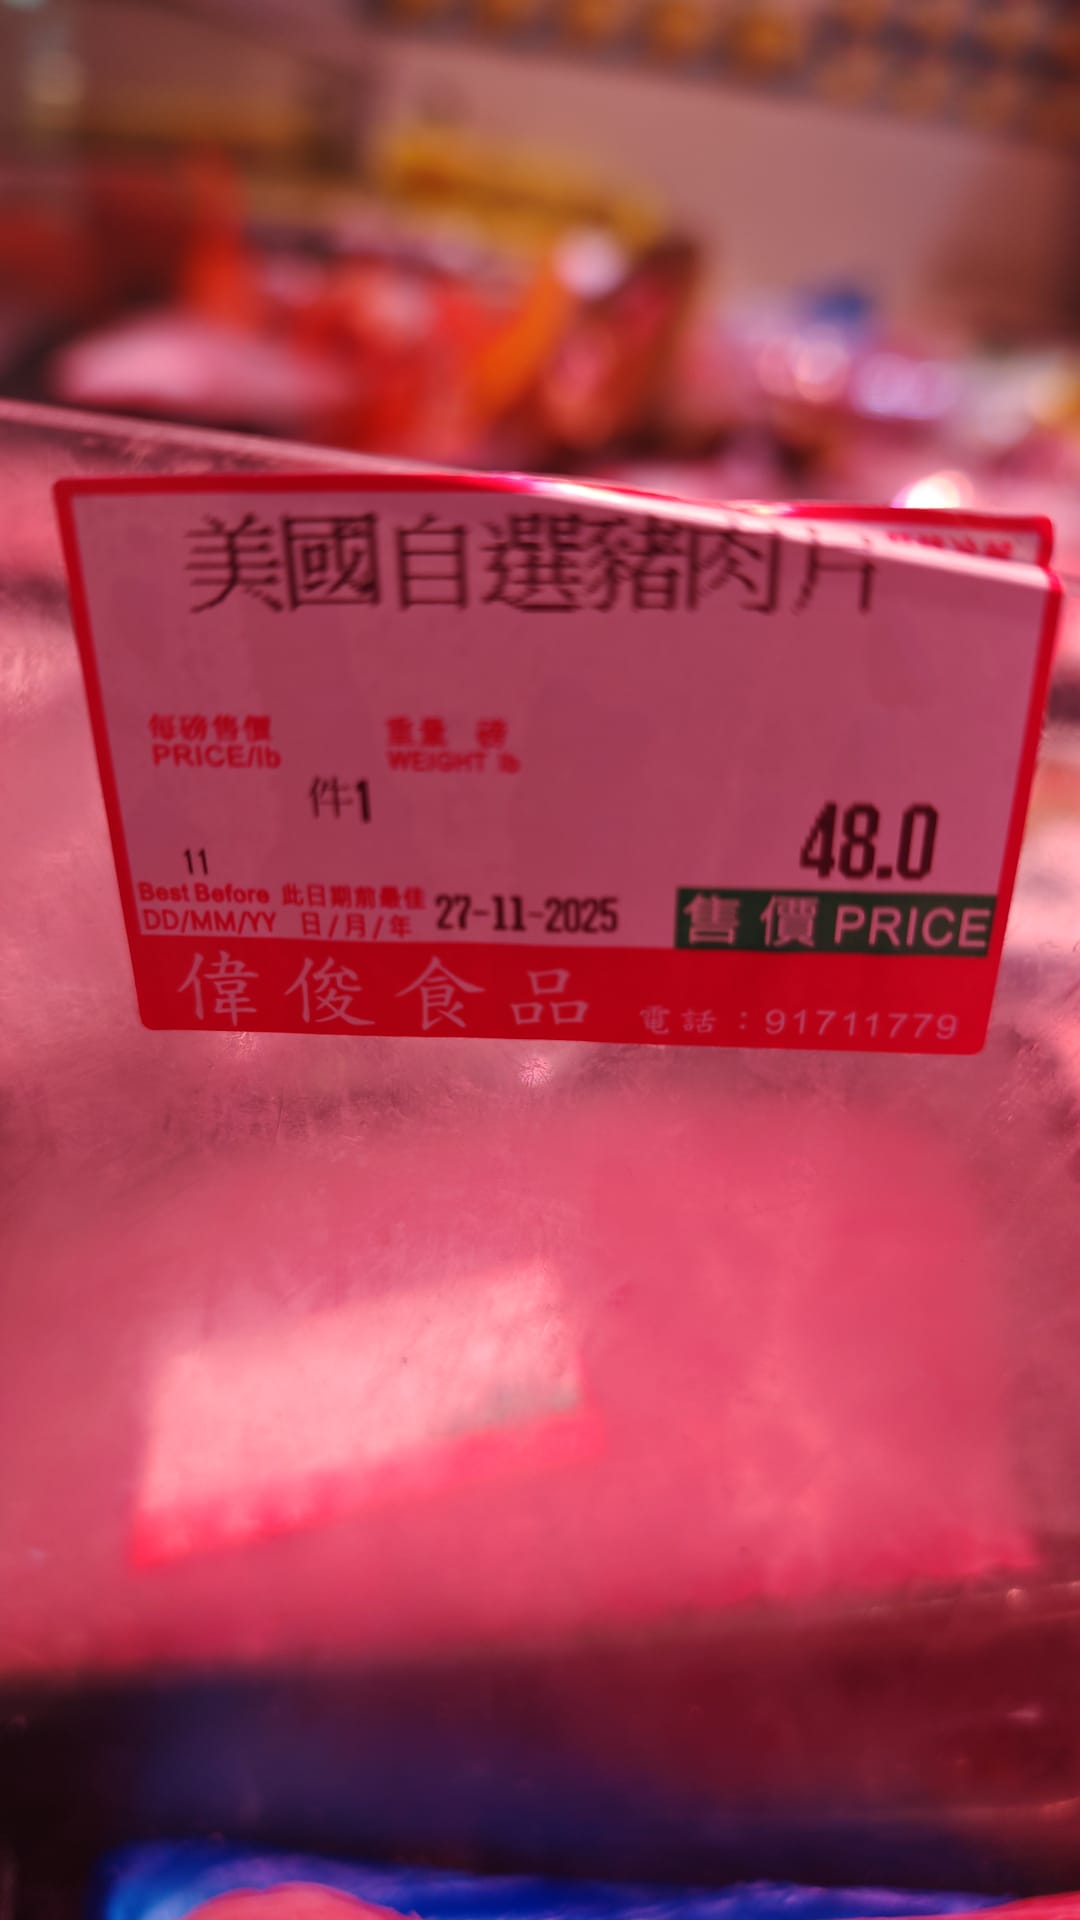 美國自選豬肉片
每磅售價 重量 磅
PRICE/lb WEIGHT lb
件1
48.0
11
Best Before 此日期前最佳
DD/MM/YY 日/月/年 27-11-2025
售價 PRICE
偉俊食品 電話：91711779